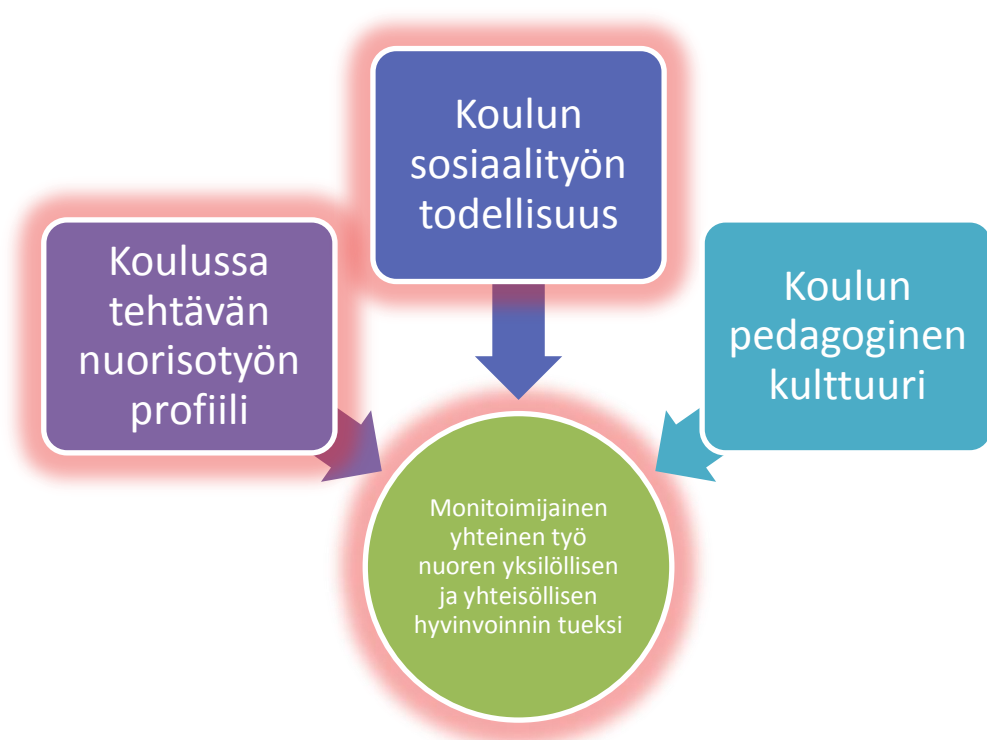 Koulun
sosiaalityön
todellisuus
Koulussa
tehtävän
nuorisotyön
profiili
Koulun
pedagoginen
kulttuuri
Monitoimijainen
yhteinen työ
nuoren yksilöllisen
ja yhteisöllisen
hyvinvoinnin tueksi